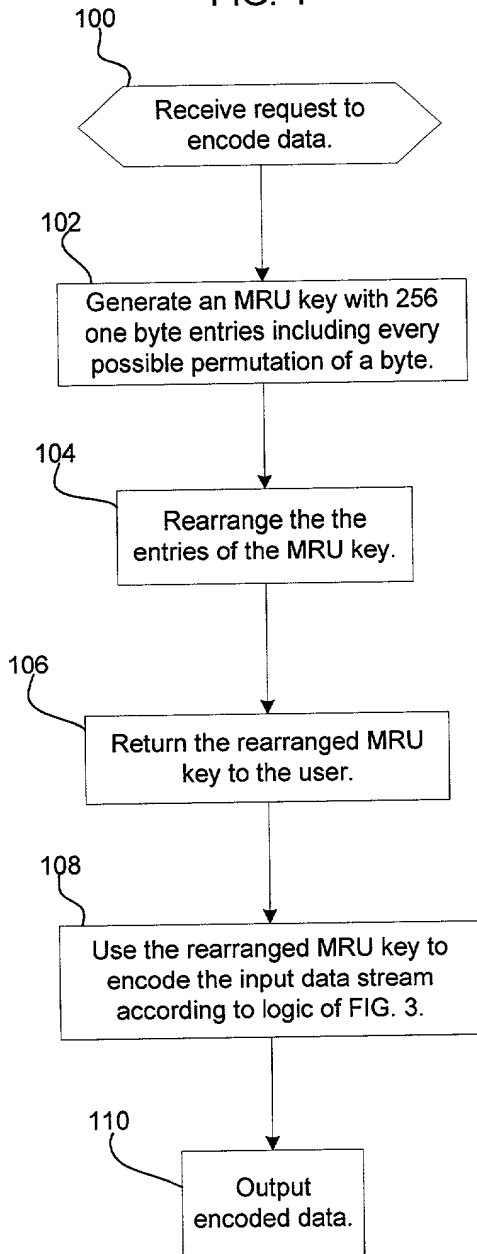 100
Receive request to
encode data.
102
Generate an MRU key with 256
one byte entries including every
possible permutation of a byte.
104
Rearrange the the
entries of the MRU key.
106
Return the rearranged MRU
key to the user.
108
Use the rearranged MRU key to
encode the input data stream
according to logic of FIG. 3.
110
Output
encoded data.